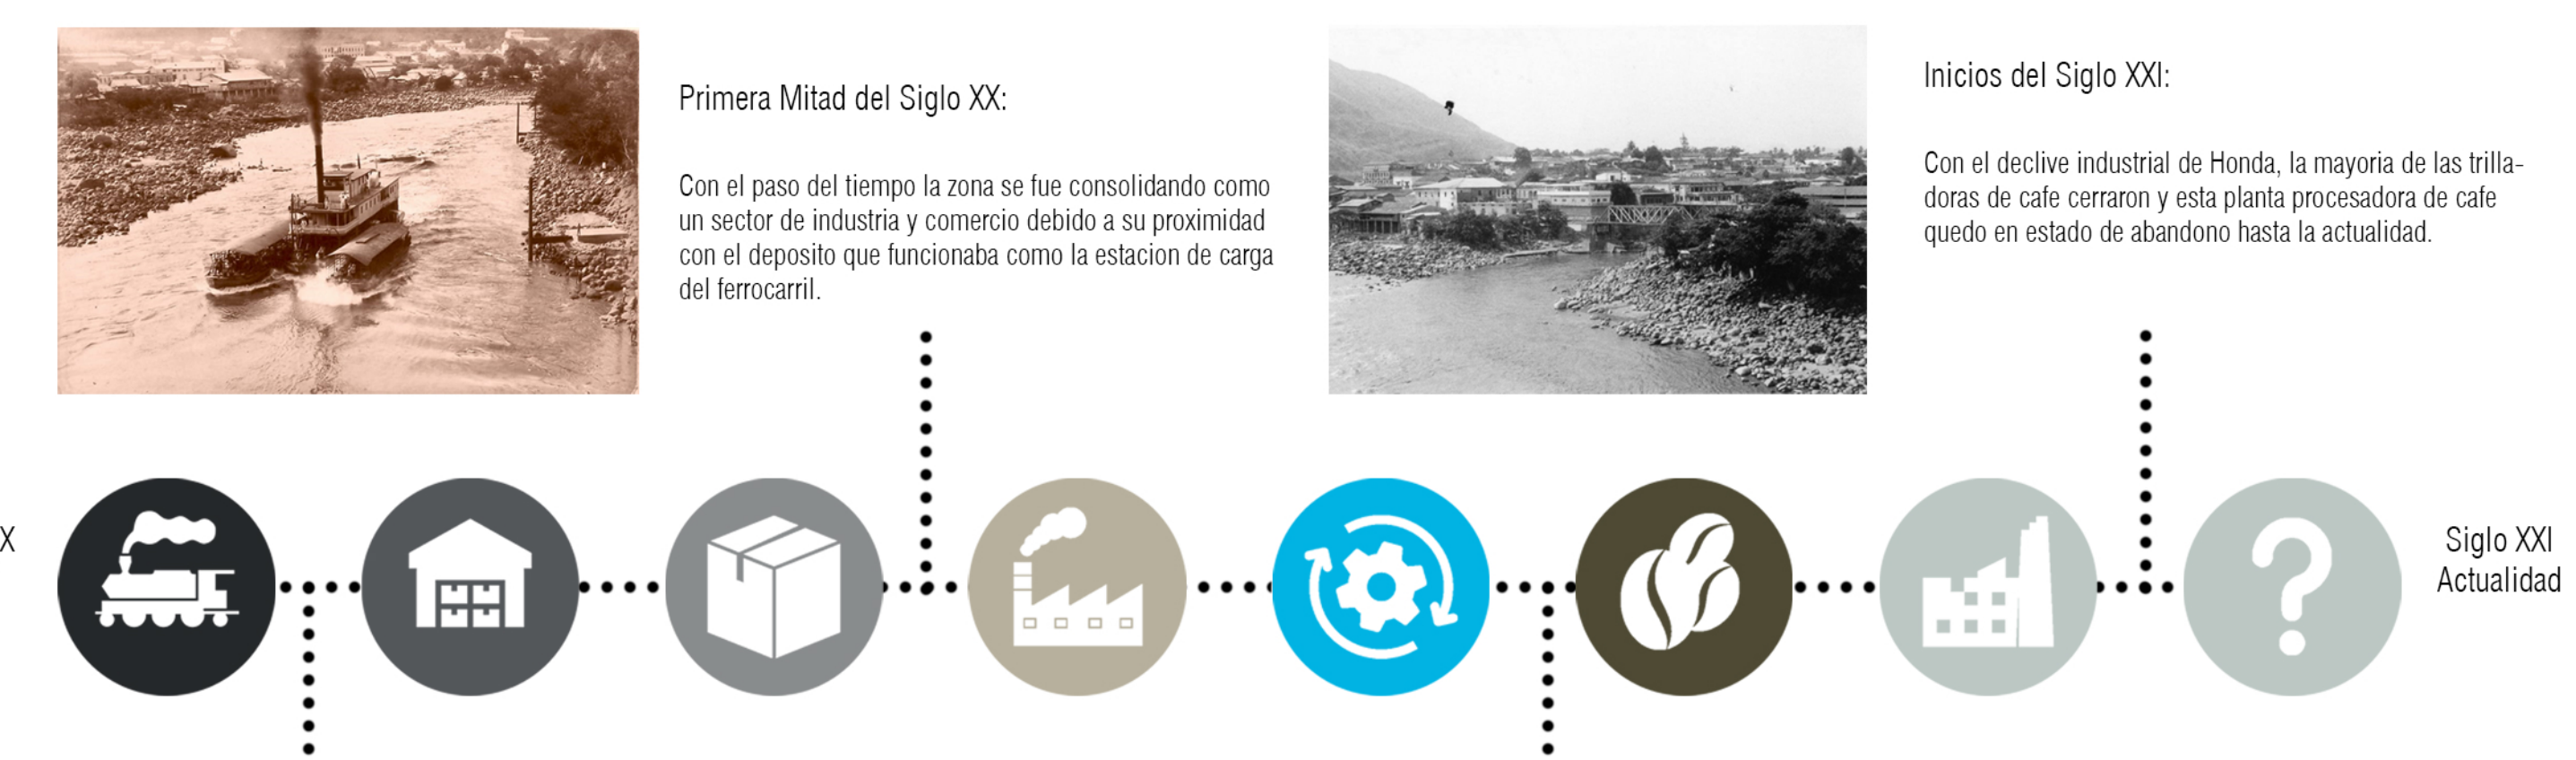 Primera Mitad del Siglo XX:
Con el paso del tiempo la zona se fue consolidando como
un sector de industria y comercio debido a su proximidad
con el deposito que funcionaba como la estacion de carga
del ferrocarril.
Inicios del Siglo XXI:
Con el declive industrial de Honda, la mayoria de las trilla-
doras de cafe cerraron y esta planta procesadora de cafe
quedo en estado de abandono hasta la actualidad.
X
?
Siglo XXI
Actualidad